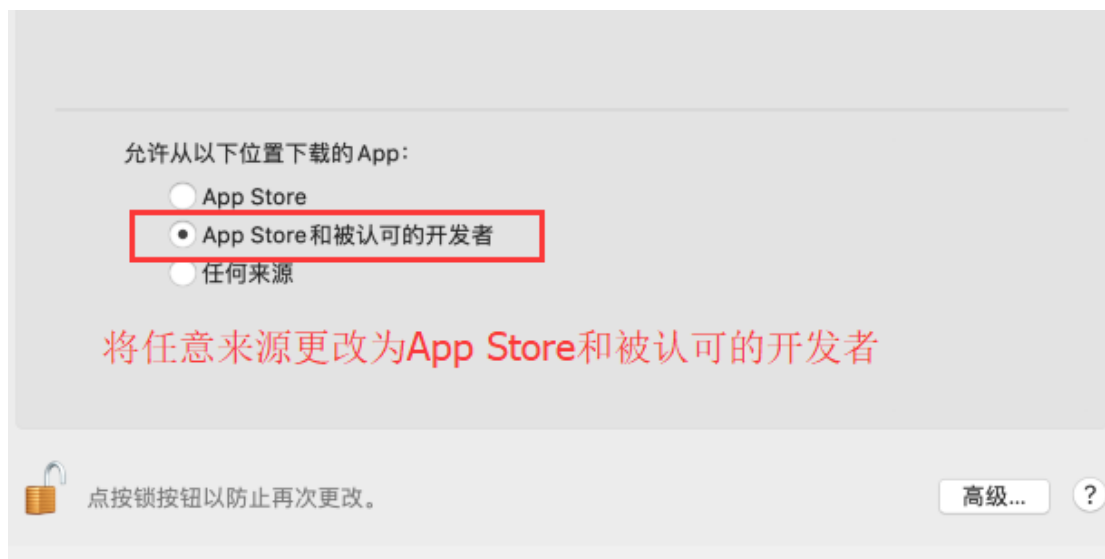 允许从以下位置下载的App：
App Store
App Store和被认可的开发者
任何来源
将任意来源更改为App Store和被认可的开发者
点按锁按钮以防止再次更改。
高级...
?